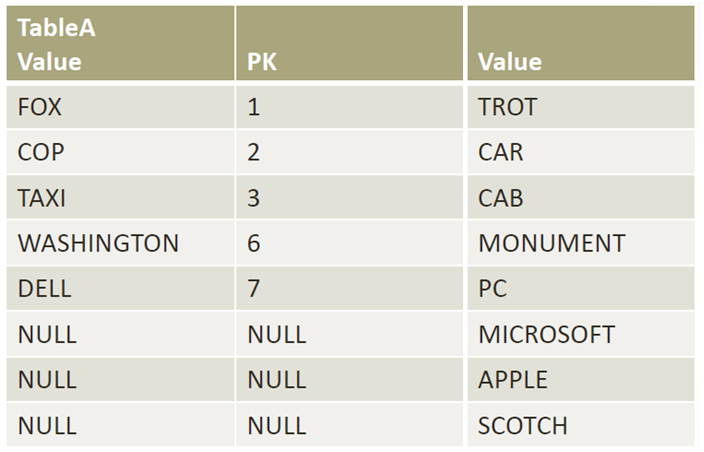 TableA
Value PK Value
FOX 1 TROT
COP 2 CAR
TAXI 3 CAB
WASHINGTON 6 MONUMENT
DELL 7 PC
NULL NULL MICROSOFT
NULL NULL APPLE
NULL NULL SCOTCH